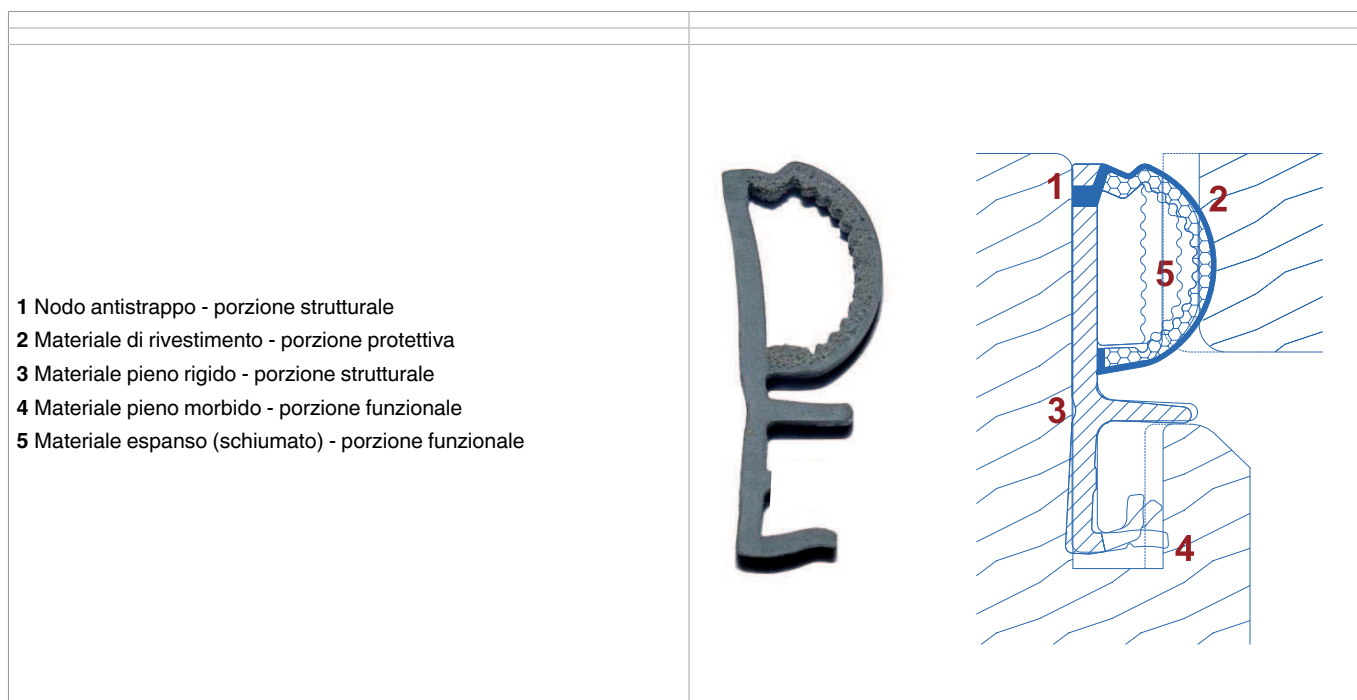 1 Nodo antistrappo - porzione strutturale
2 Materiale di rivestimento - porzione protettiva
3 Materiale pieno rigido - porzione strutturale
4 Materiale pieno morbido - porzione funzionale
5 Materiale espanso (schiumato) - porzione funzionale
1
2
5
3
4